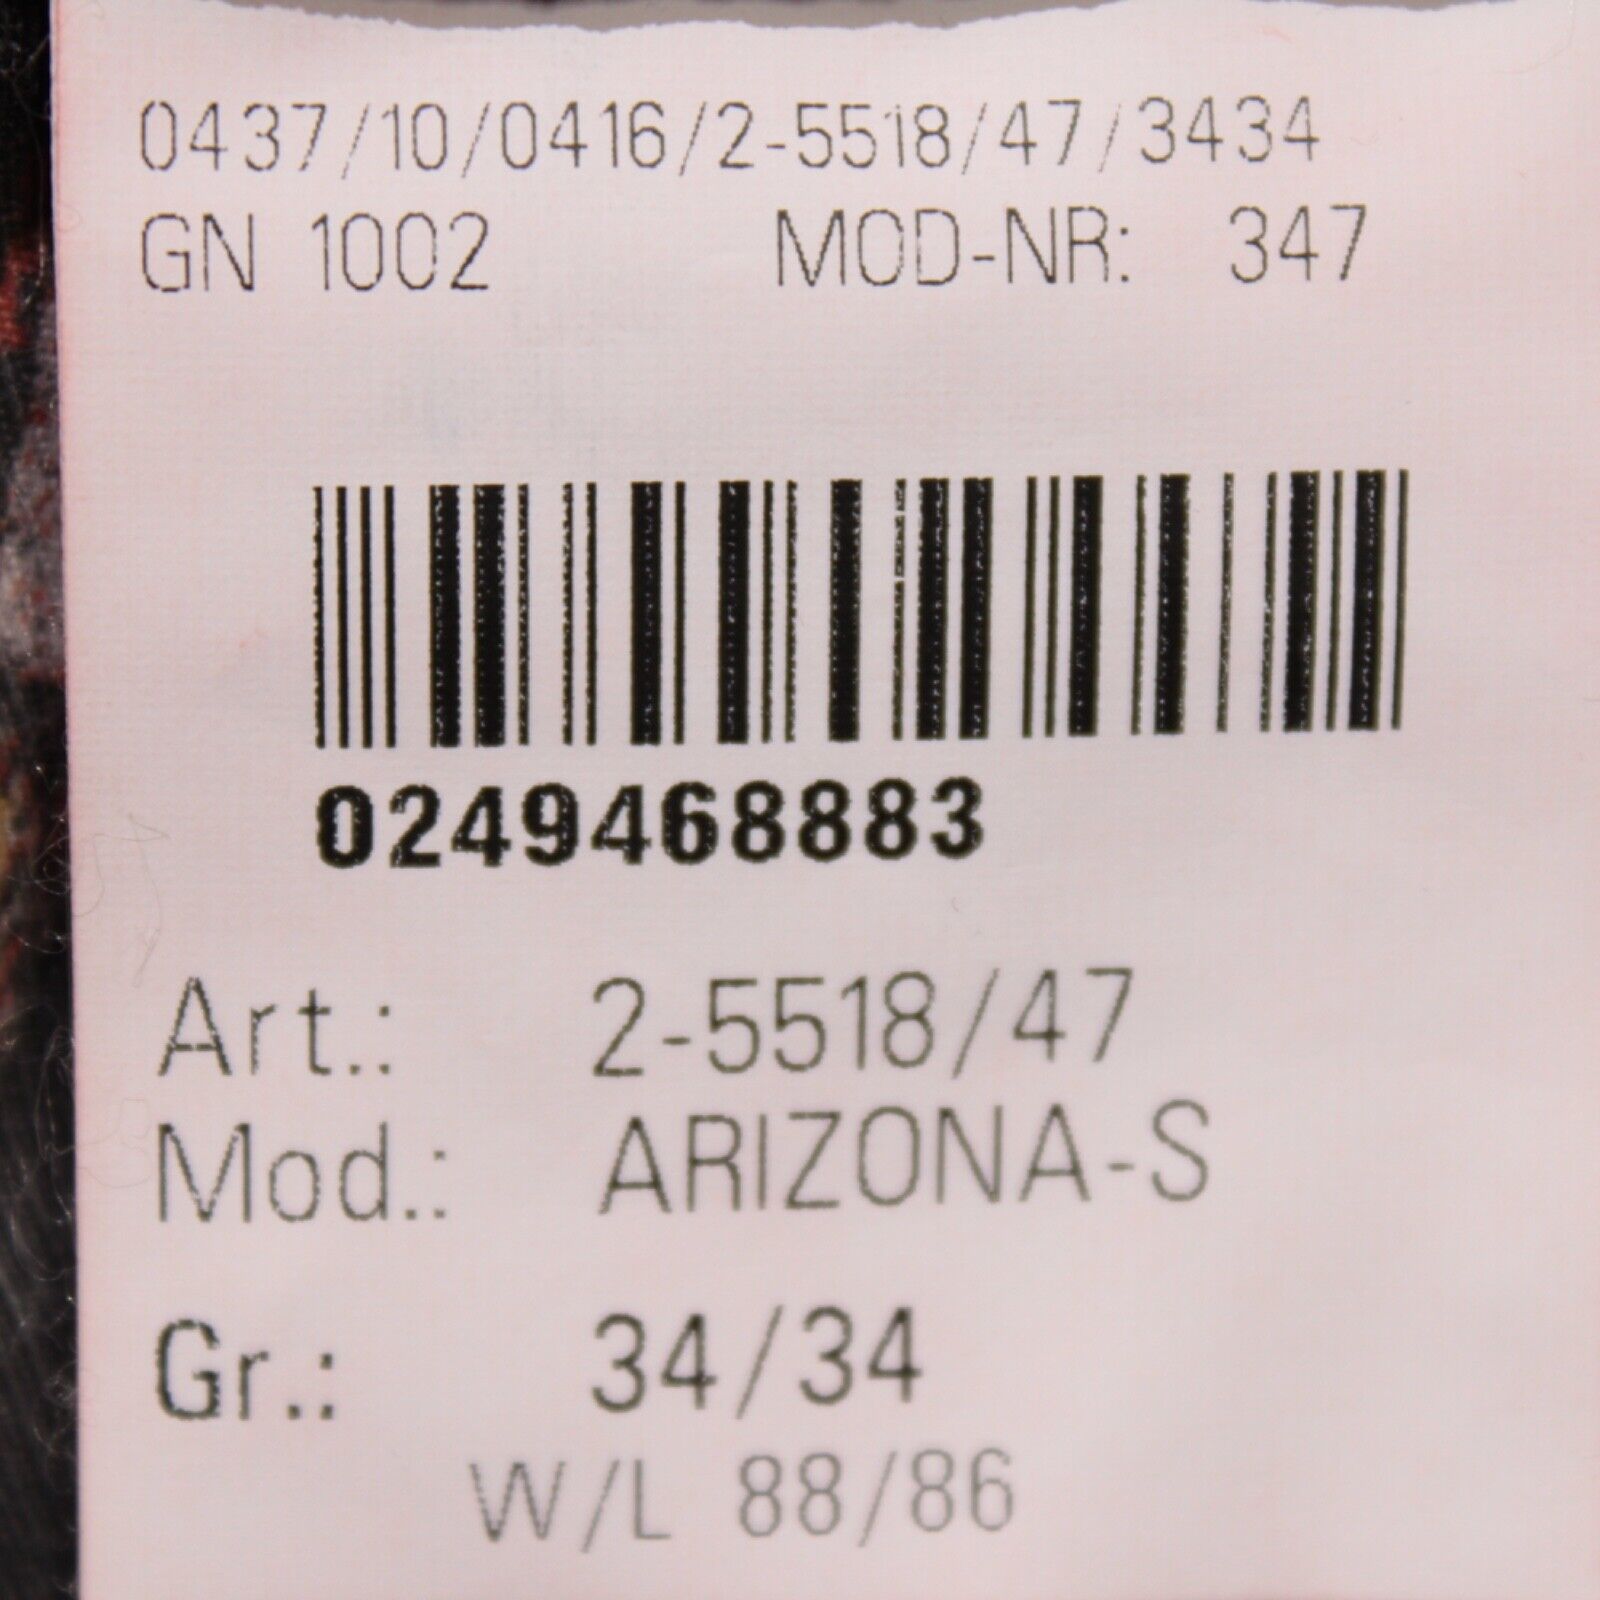 0437/10/0416/2-5518/47/3434
GN 1002 MOD-NR: 347
0249468883
Art.: 2-5518/47
Mod.: ARIZONA-S
Gr.: 34/34
W/L 88/86